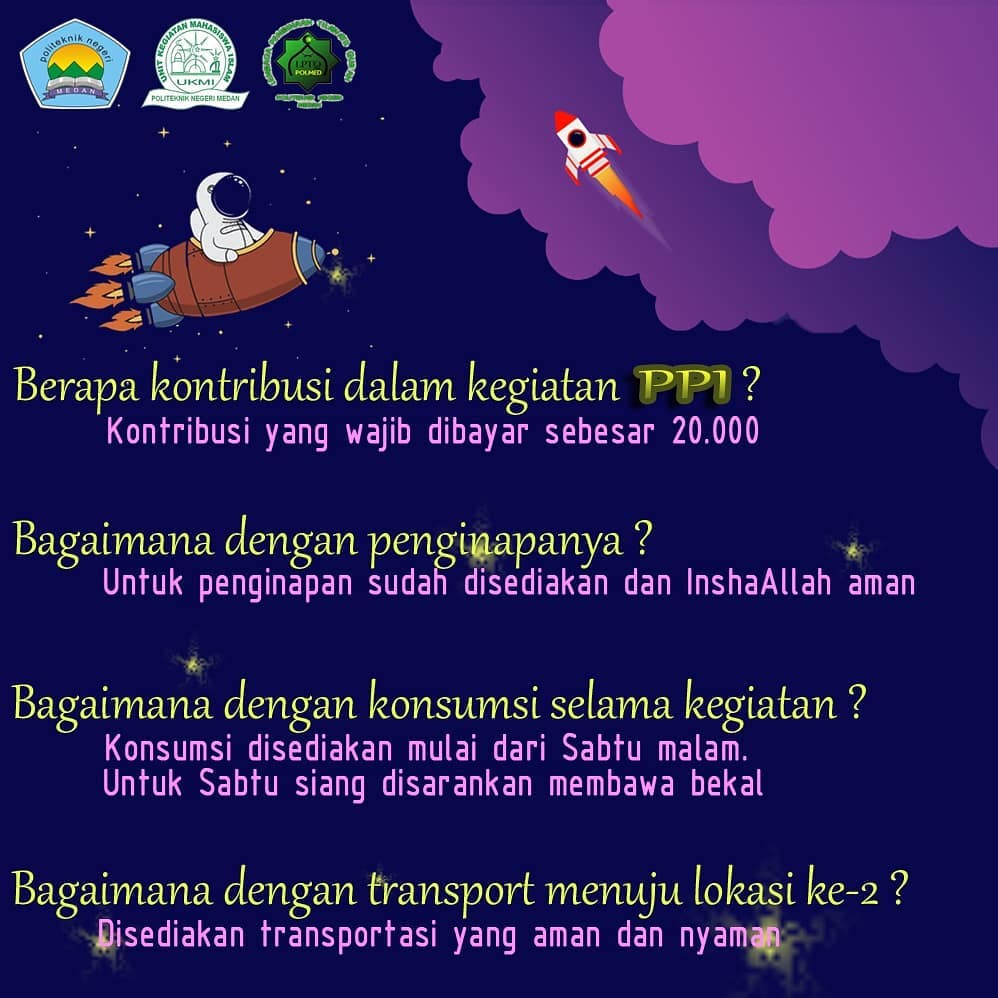 politeknik negeri
MEDAN
UNIT KEGIATAN MAHASISWA ISLAM
UKMI
POLITEKNIK NEGERI MEDAN
LPTQ
POLMED
POLITEKNIK NEGERI
MEDAN
Berapa kontribusi dalam kegiatan PPI ?
Kontribusi yang wajib dibayar sebesar 20.000
Bagaimana dengan penginapanya ?
Untuk penginapan sudah disediakan dan InshaAllah aman
Bagaimana dengan konsumsi selama kegiatan ?
Konsumsi disediakan mulai dari Sabtu malam.
Untuk Sabtu siang disarankan membawa bekal
Bagaimana dengan transport menuju lokasi ke-2 ?
Disediakan transportasi yang aman dan nyaman